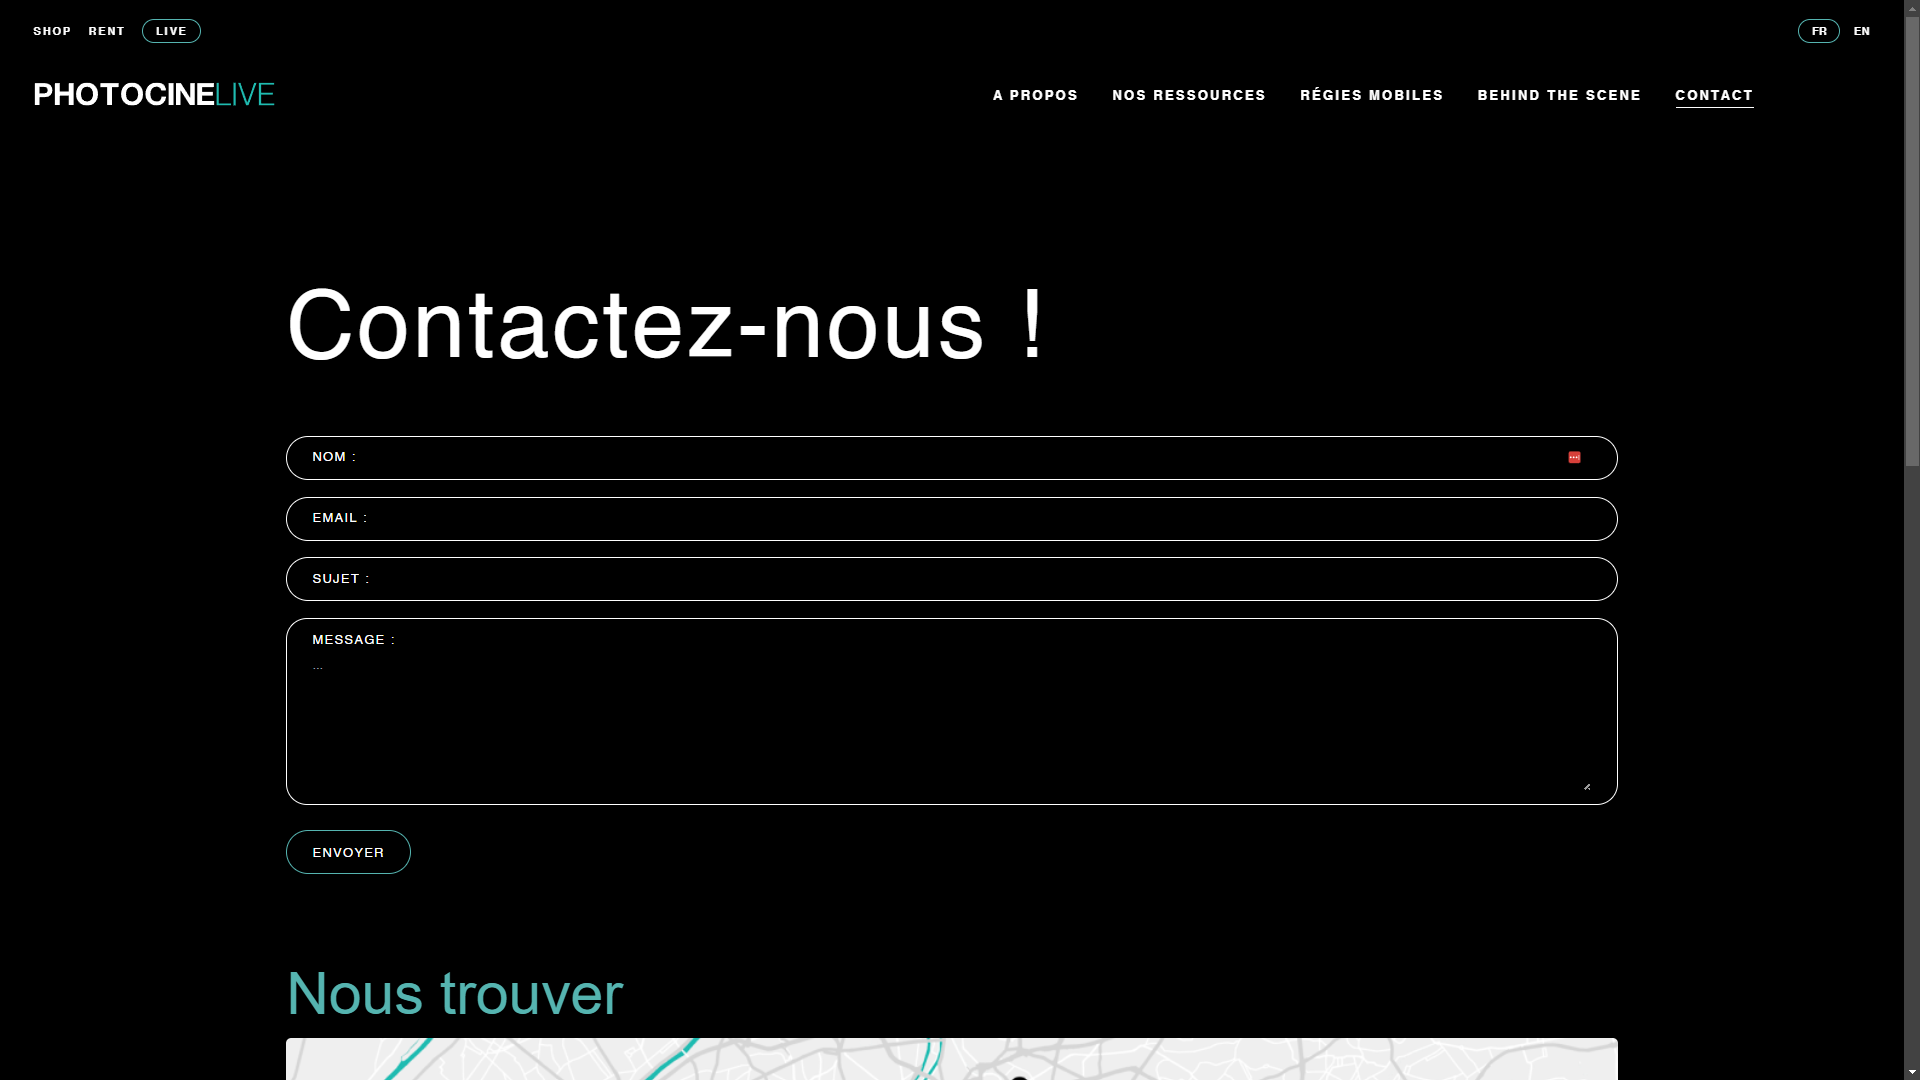 SHOP RENT LIVE FR EN
PHOTOCINELIVE A PROPOS NOS RESSOURCES RÉGIES MOBILES BEHIND THE SCENE CONTACT
Contactez-nous !
NOM :
EMAIL :
SUJET :
MESSAGE :
...
ENVOYER
Nous trouver